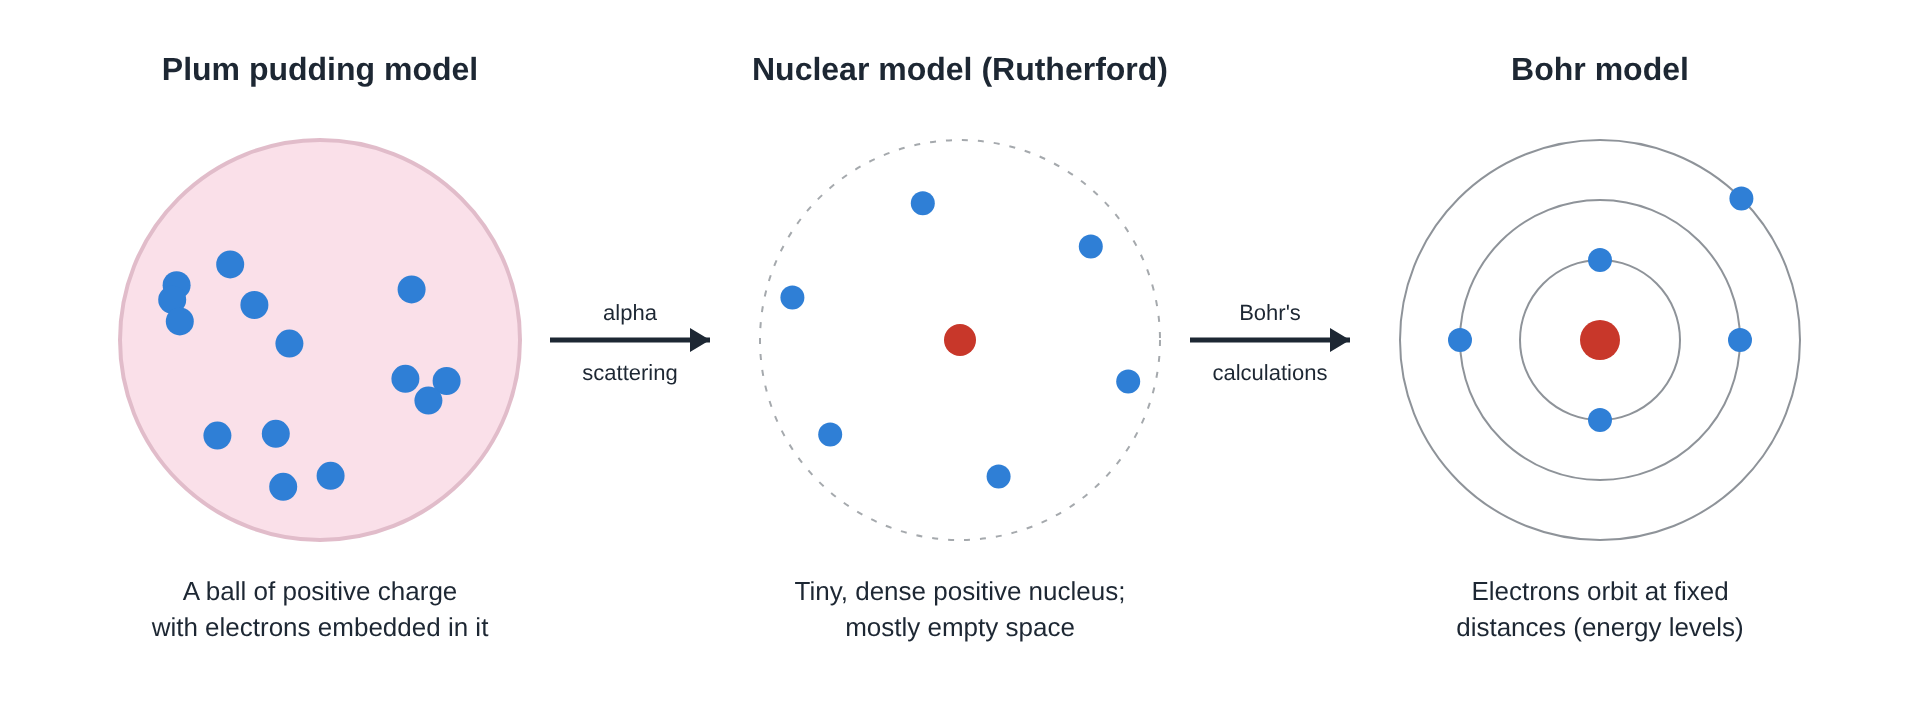 Plum pudding model
Nuclear model (Rutherford)
Bohr model
alpha
scattering
Bohr's
calculations
A ball of positive charge
with electrons embedded in it
Tiny, dense positive nucleus;
mostly empty space
Electrons orbit at fixed
distances (energy levels)